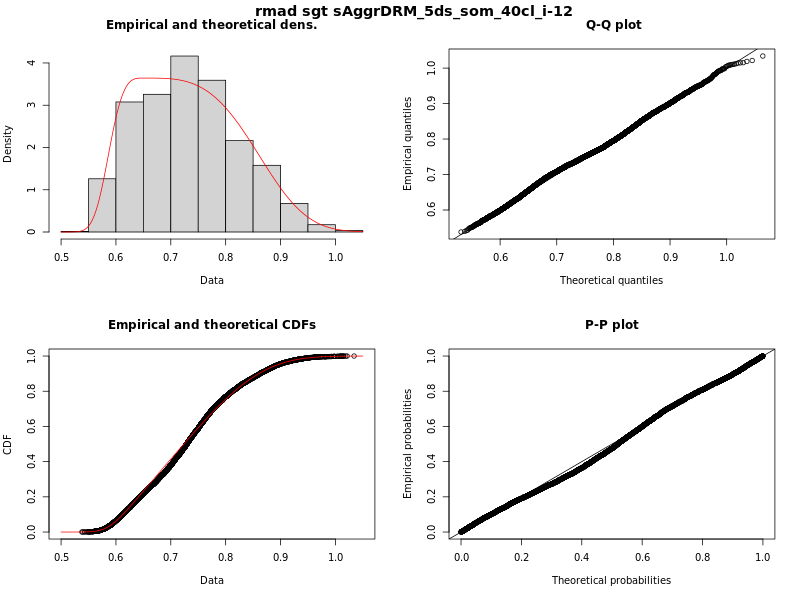 rmad sgt sAggrDRM_5ds_som_40cl_i-12
Empirical and theoretical dens.
Density
0 1 2 3 4
0.5 0.6 0.7 0.8 0.9 1.0
Data
Q-Q plot
Empirical quantiles
0.6 0.7 0.8 0.9 1.0
0.6 0.7 0.8 0.9 1.0
Theoretical quantiles
Empirical and theoretical CDFs
CDF
0.0 0.2 0.4 0.6 0.8 1.0
0.5 0.6 0.7 0.8 0.9 1.0
Data
P-P plot
Empirical probabilities
0.0 0.2 0.4 0.6 0.8 1.0
0.0 0.2 0.4 0.6 0.8 1.0
Theoretical probabilities